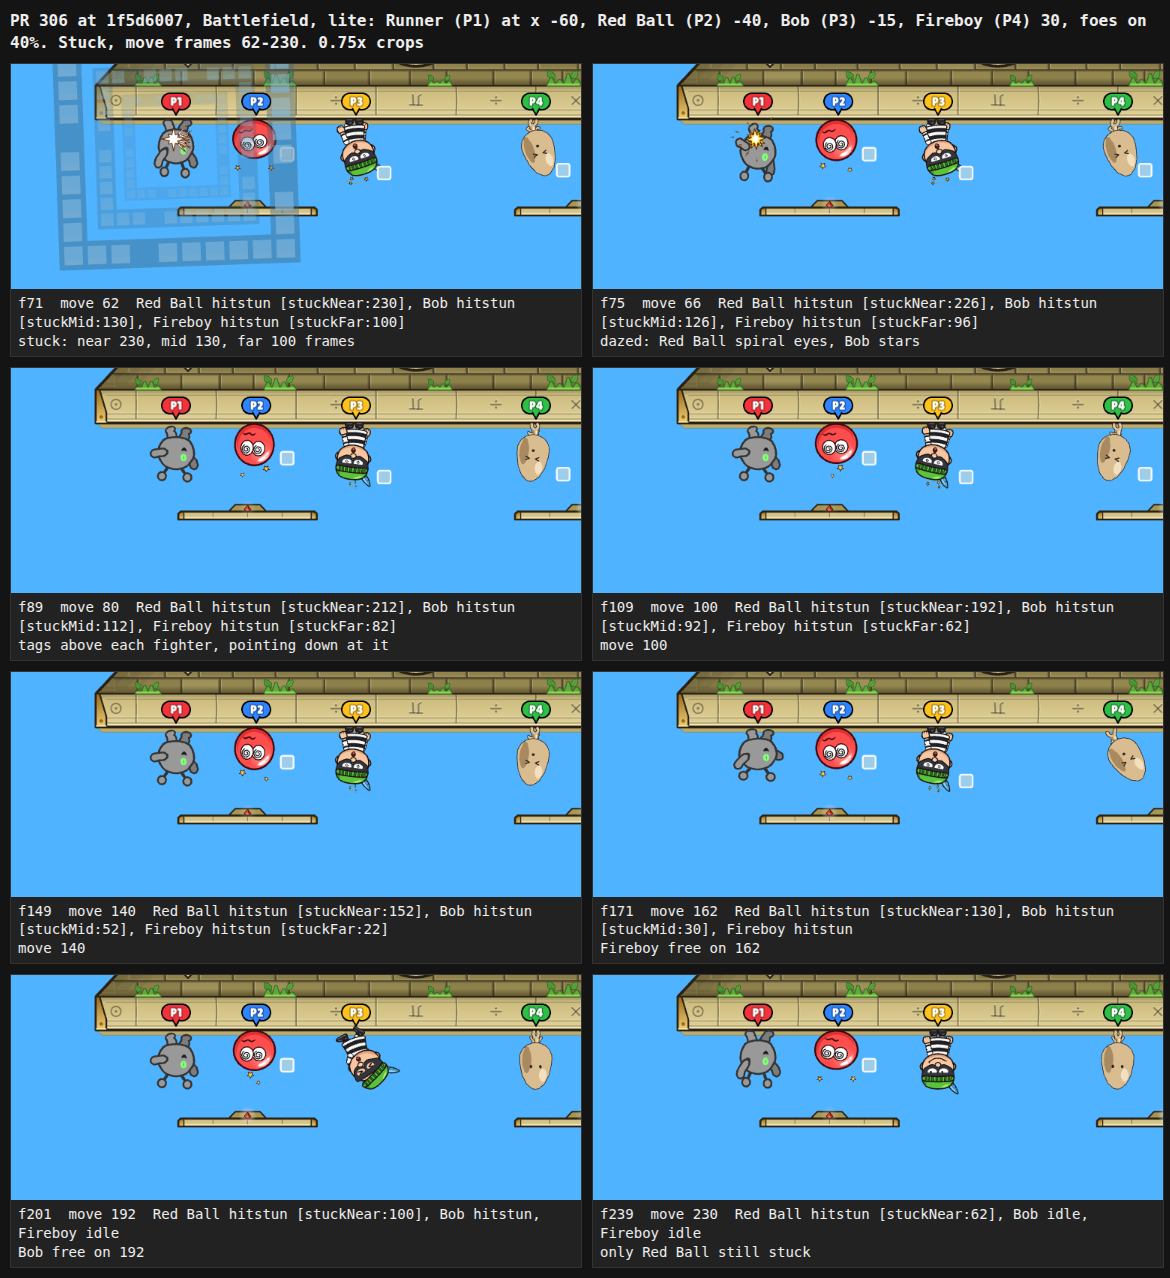 PR 306 at 1f5d6007, Battlefield, lite: Runner (P1) at x -60, Red Ball (P2) -40, Bob (P3) -15, Fireboy (P4) 30, foes on
40%. Stuck, move frames 62-230. 0.75x crops
P1 P2 P3 P4
P1 P2 P3 P4
f71 move 62 Red Ball hitstun [stuckNear:230], Bob hitstun
[stuckMid:130], Fireboy hitstun [stuckFar:100]
stuck: near 230, mid 130, far 100 frames
f75 move 66 Red Ball hitstun [stuckNear:226], Bob hitstun
[stuckMid:126], Fireboy hitstun [stuckFar:96]
dazed: Red Ball spiral eyes, Bob stars
P1 P2 P3 P4
P1 P2 P3 P4
f89 move 80 Red Ball hitstun [stuckNear:212], Bob hitstun
[stuckMid:112], Fireboy hitstun [stuckFar:82]
tags above each fighter, pointing down at it
f109 move 100 Red Ball hitstun [stuckNear:192], Bob hitstun
[stuckMid:92], Fireboy hitstun [stuckFar:62]
move 100
P1 P2 P3 P4
P1 P2 P3 P4
f149 move 140 Red Ball hitstun [stuckNear:152], Bob hitstun
[stuckMid:52], Fireboy hitstun [stuckFar:22]
move 140
f171 move 162 Red Ball hitstun [stuckNear:130], Bob hitstun
[stuckMid:30], Fireboy hitstun
Fireboy free on 162
P1 P2 P3 P4
P1 P2 P3 P4
f201 move 192 Red Ball hitstun [stuckNear:100], Bob hitstun,
Fireboy idle
Bob free on 192
f239 move 230 Red Ball hitstun [stuckNear:62], Bob idle,
Fireboy idle
only Red Ball still stuck